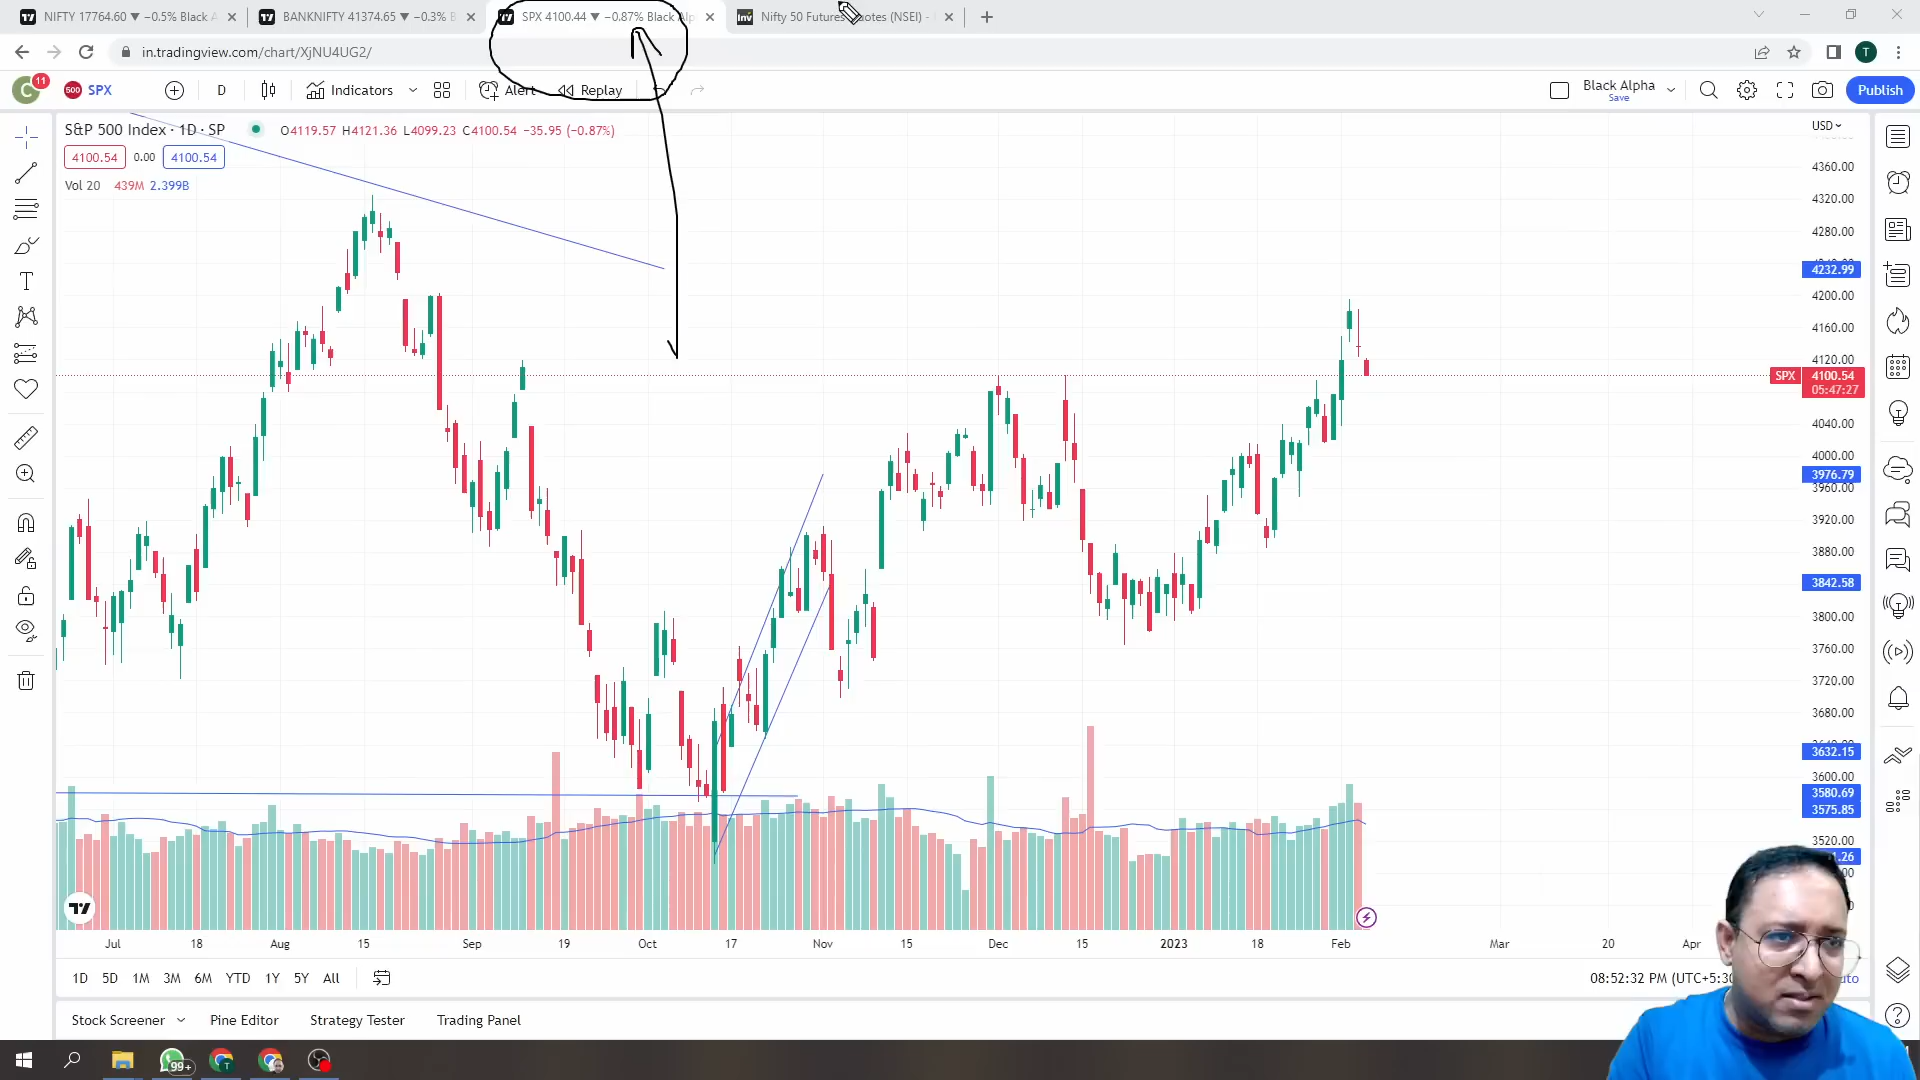 NIFTY 17764.60 ▼ −0.5% Black A
BANKNIFTY 41374.65 ▼ −0.3% B
SPX 4100.44 ▼ −0.87% Black Alp
Nifty 50 Futures Quotes (NSEI) -
in.tradingview.com/chart/XjNU4UG2/
T
C 11
500 SPX
D
Indicators
Alert
Replay
Black Alpha
Save
Publish
S&P 500 Index · 1D · SP
O4119.57 H4121.36 L4099.23 C4100.54 −35.95 (−0.87%)
USD
4100.54 0.00 4100.54
Vol 20 439M 2.399B
4360.00
4320.00
4280.00
4232.99
4200.00
4160.00
4120.00
SPX 4100.54
05:47:27
4040.00
4000.00
3976.79
3960.00
3920.00
3880.00
3842.58
3800.00
3760.00
3720.00
3680.00
3632.15
3600.00
3580.69
3575.85
3520.00
Jul 18 Aug 15 Sep 19 Oct 17 Nov 15 Dec 15 2023 18 Feb Mar 20 Apr
1D 5D 1M 3M 6M YTD 1Y 5Y All
08:52:32 PM (UTC+5:30
Stock Screener Pine Editor Strategy Tester Trading Panel
99+